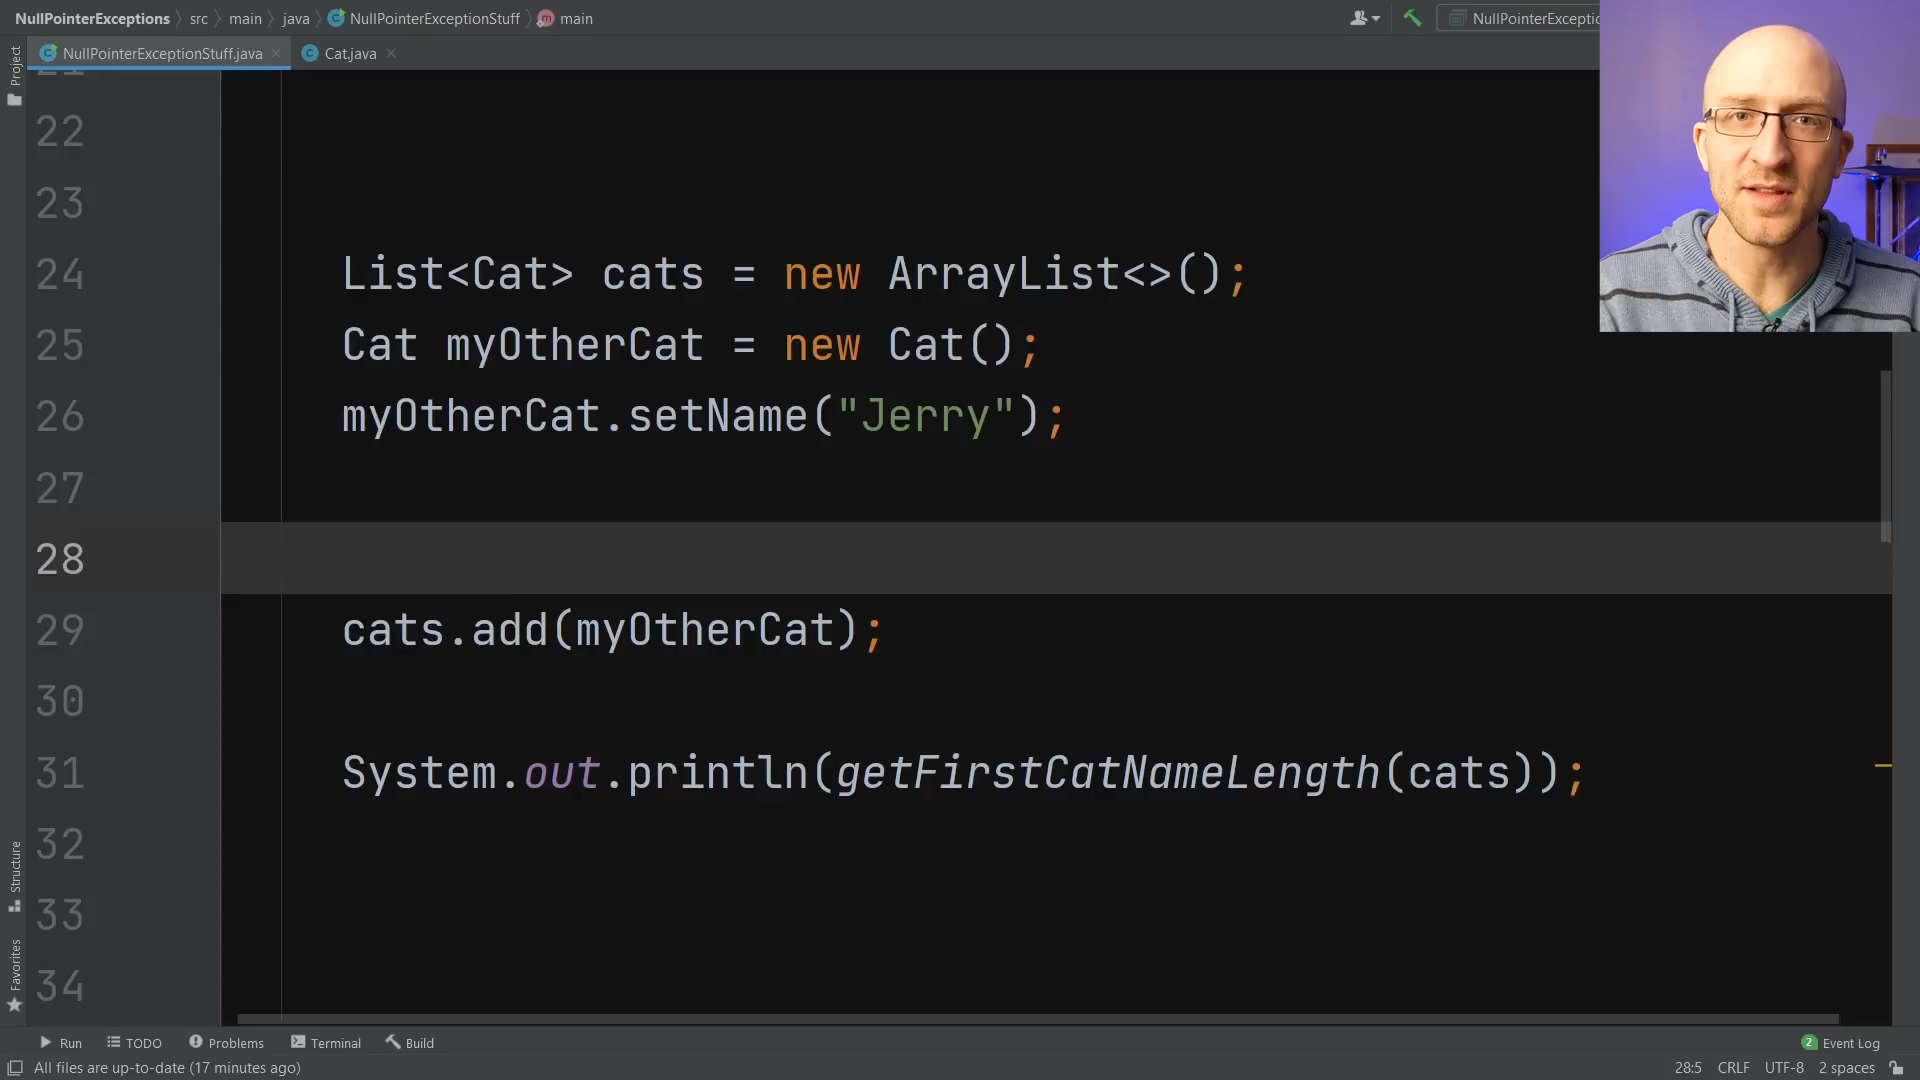 NullPointerExceptions src main java NullPointerExceptionStuff main
NullPointerExceptio
NullPointerExceptionStuff.java Cat.java
Project
22
23
24 List<Cat> cats = new ArrayList<>();
25 Cat myOtherCat = new Cat();
26 myOtherCat.setName("Jerry");
27
28
29 cats.add(myOtherCat);
30
31 System.out.println(getFirstCatNameLength(cats));
32
33
34
Structure
Favorites
Run TODO Problems Terminal Build
2 Event Log
All files are up-to-date (17 minutes ago)
28:5 CRLF UTF-8 2 spaces